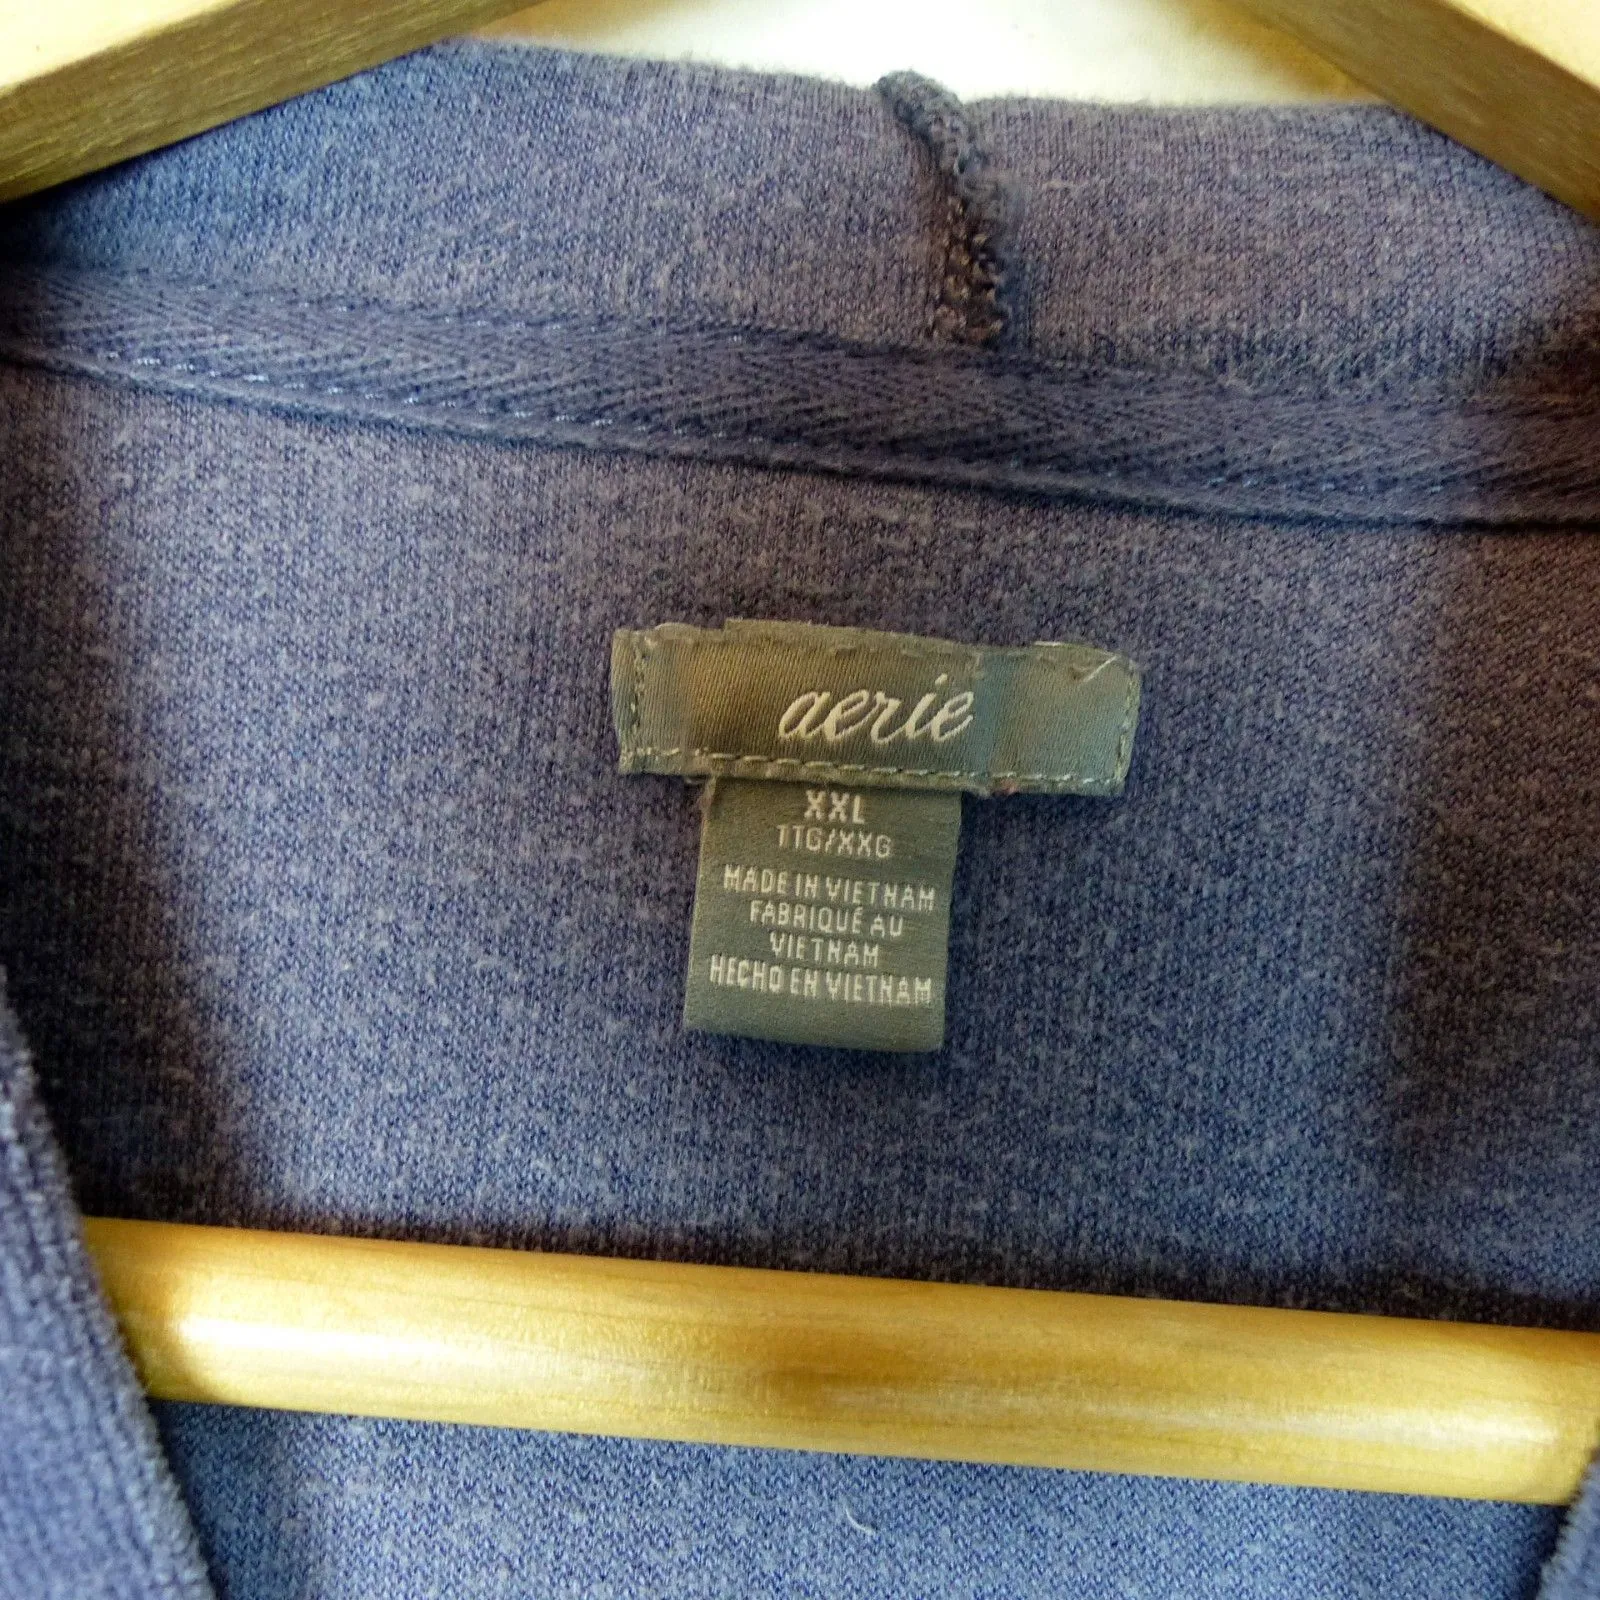 aerie
XXL
TTG/XXG
MADE IN VIETNAM
FABRIQUÉ AU
VIETNAM
HECHO EN VIETNAM